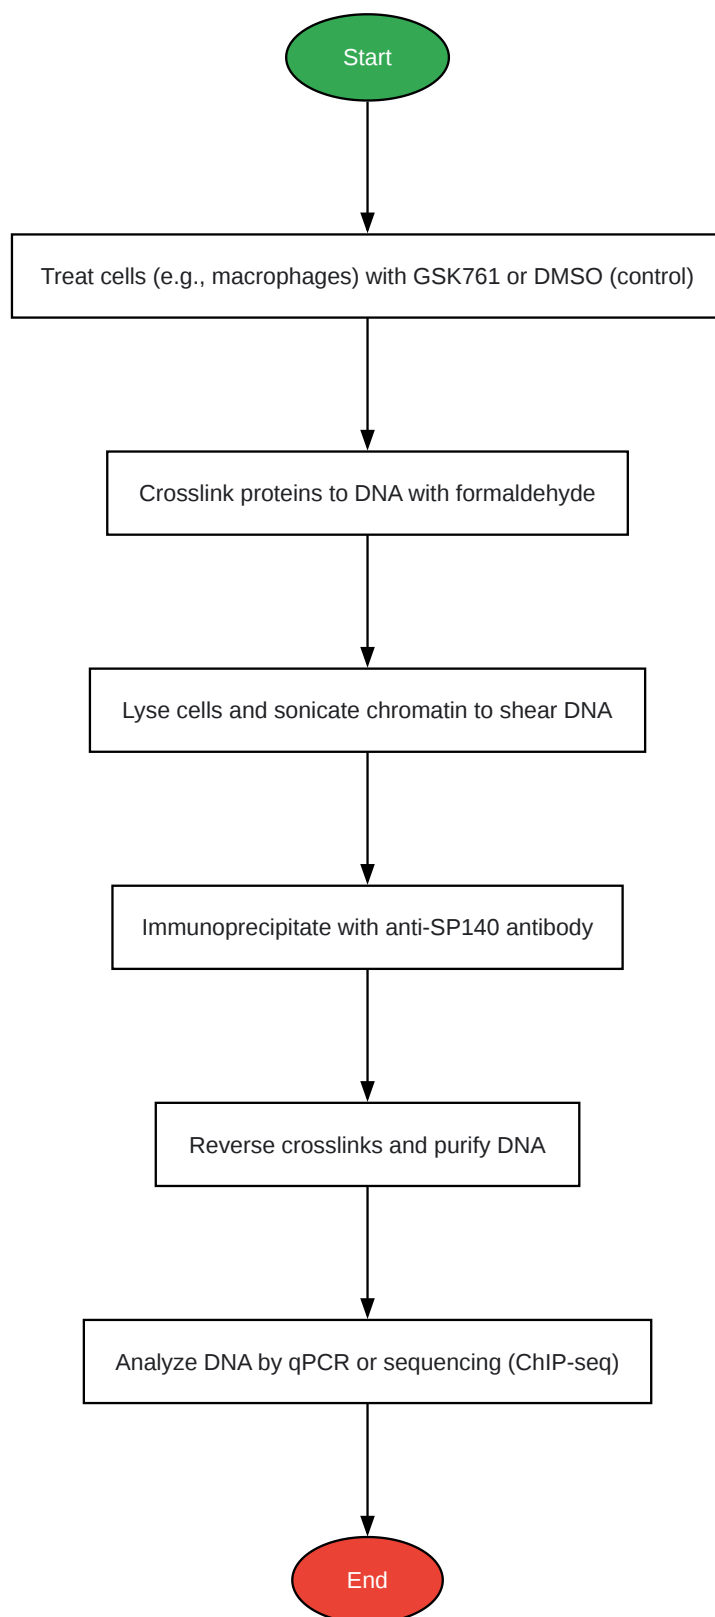 Start
Treat cells (e.g., macrophages) with GSK761 or DMSO (control)
Crosslink proteins to DNA with formaldehyde
Lyse cells and sonicate chromatin to shear DNA
Immunoprecipitate with anti-SP140 antibody
Reverse crosslinks and purify DNA
Analyze DNA by qPCR or sequencing (ChIP-seq)
End